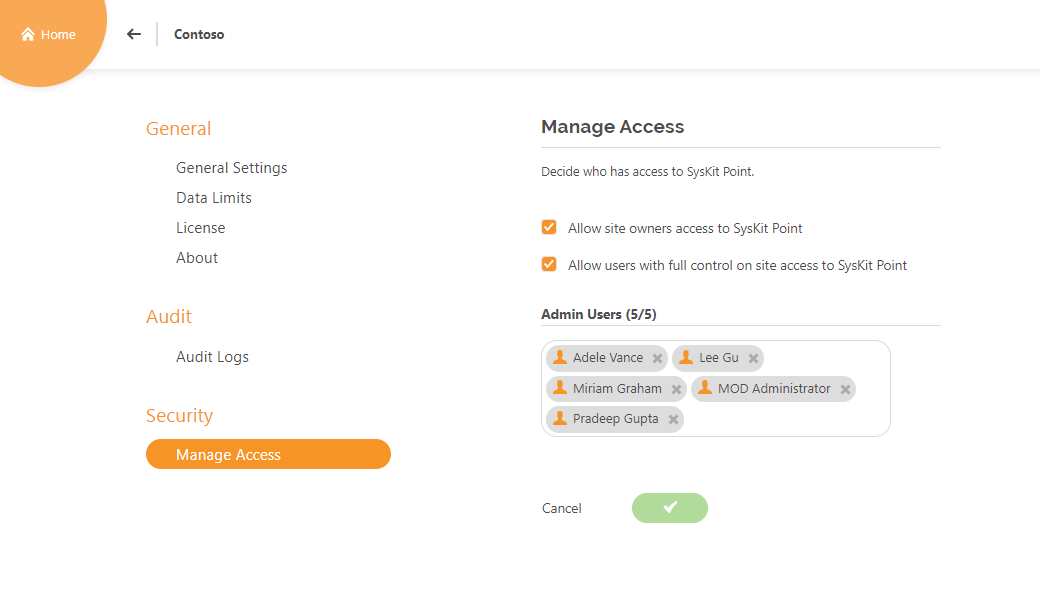 Home
Contoso
General
General Settings
Data Limits
License
About
Audit
Audit Logs
Security
Manage Access
Manage Access
Decide who has access to SysKit Point.
Allow site owners access to SysKit Point
Allow users with full control on site access to SysKit Point
Admin Users (5/5)
Adele Vance Lee Gu
Miriam Graham MOD Administrator
Pradeep Gupta
Cancel